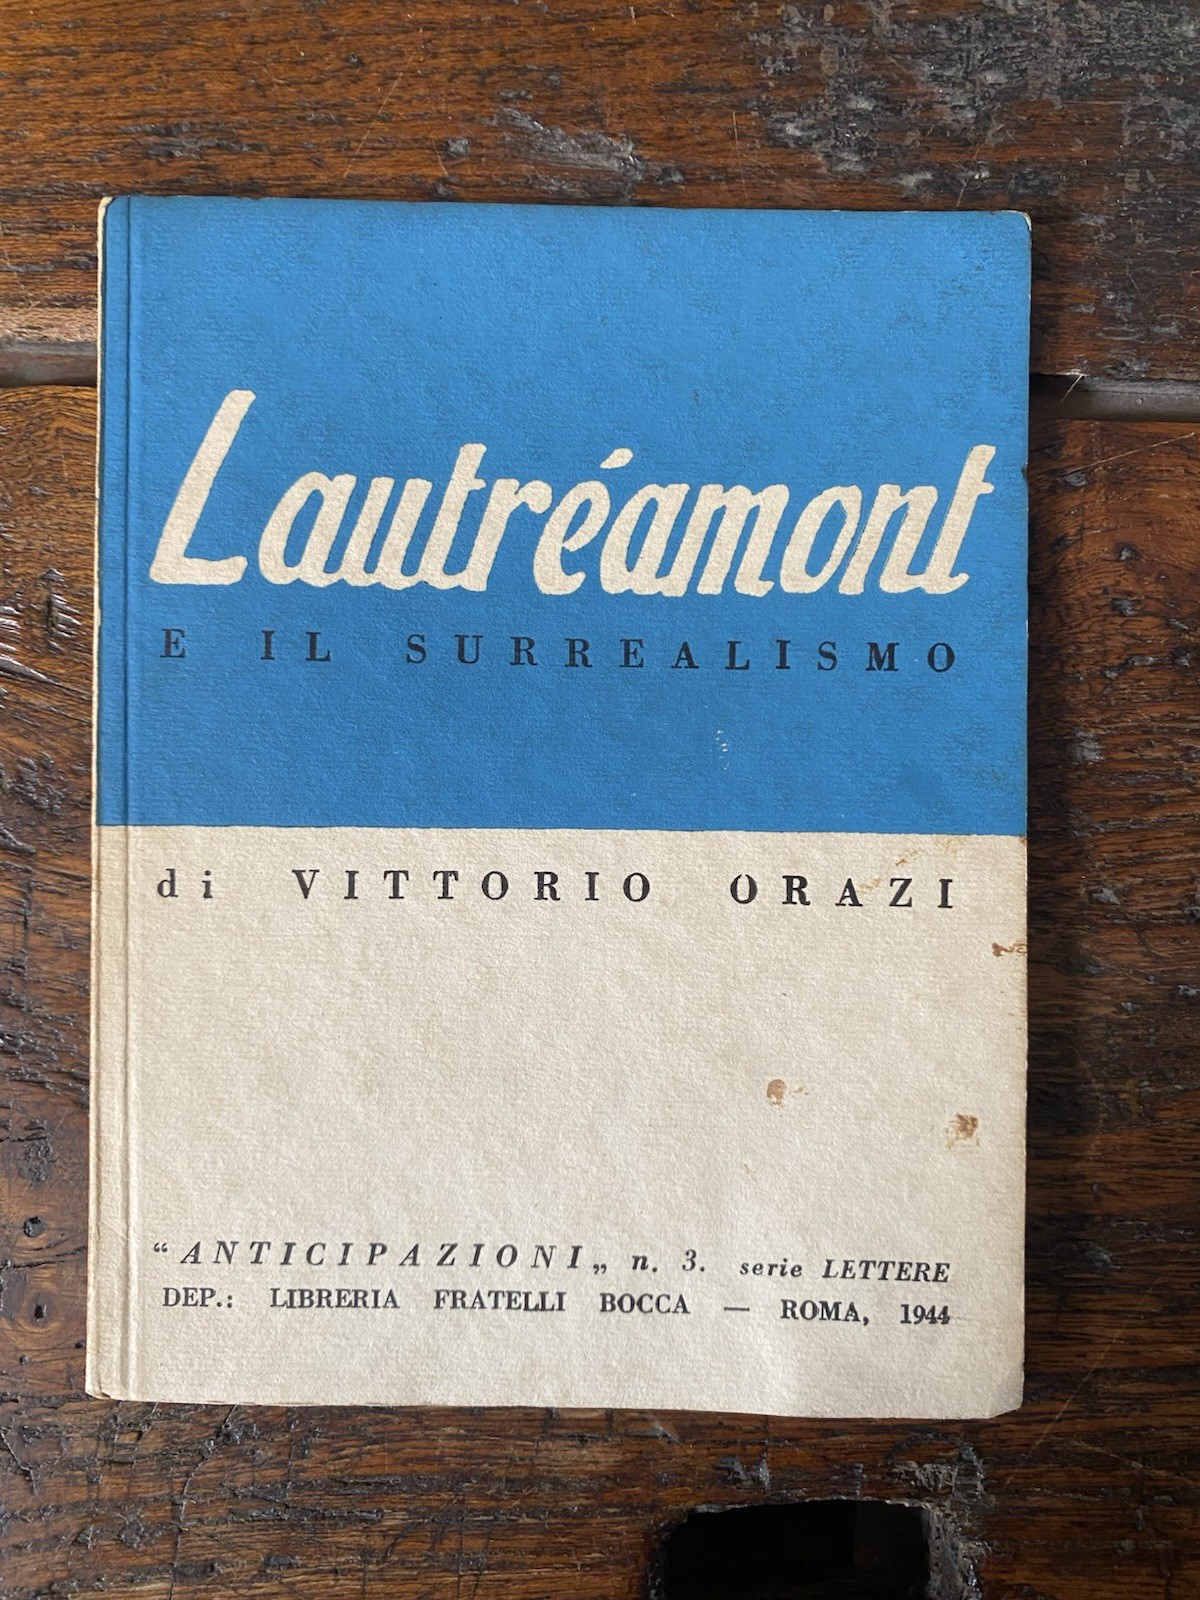 Lautréamont
E IL SURREALISMO
di VITTORIO ORAZI
“ANTICIPAZIONI„ n. 3. serie LETTERE
DEP.: LIBRERIA FRATELLI BOCCA — ROMA, 1944